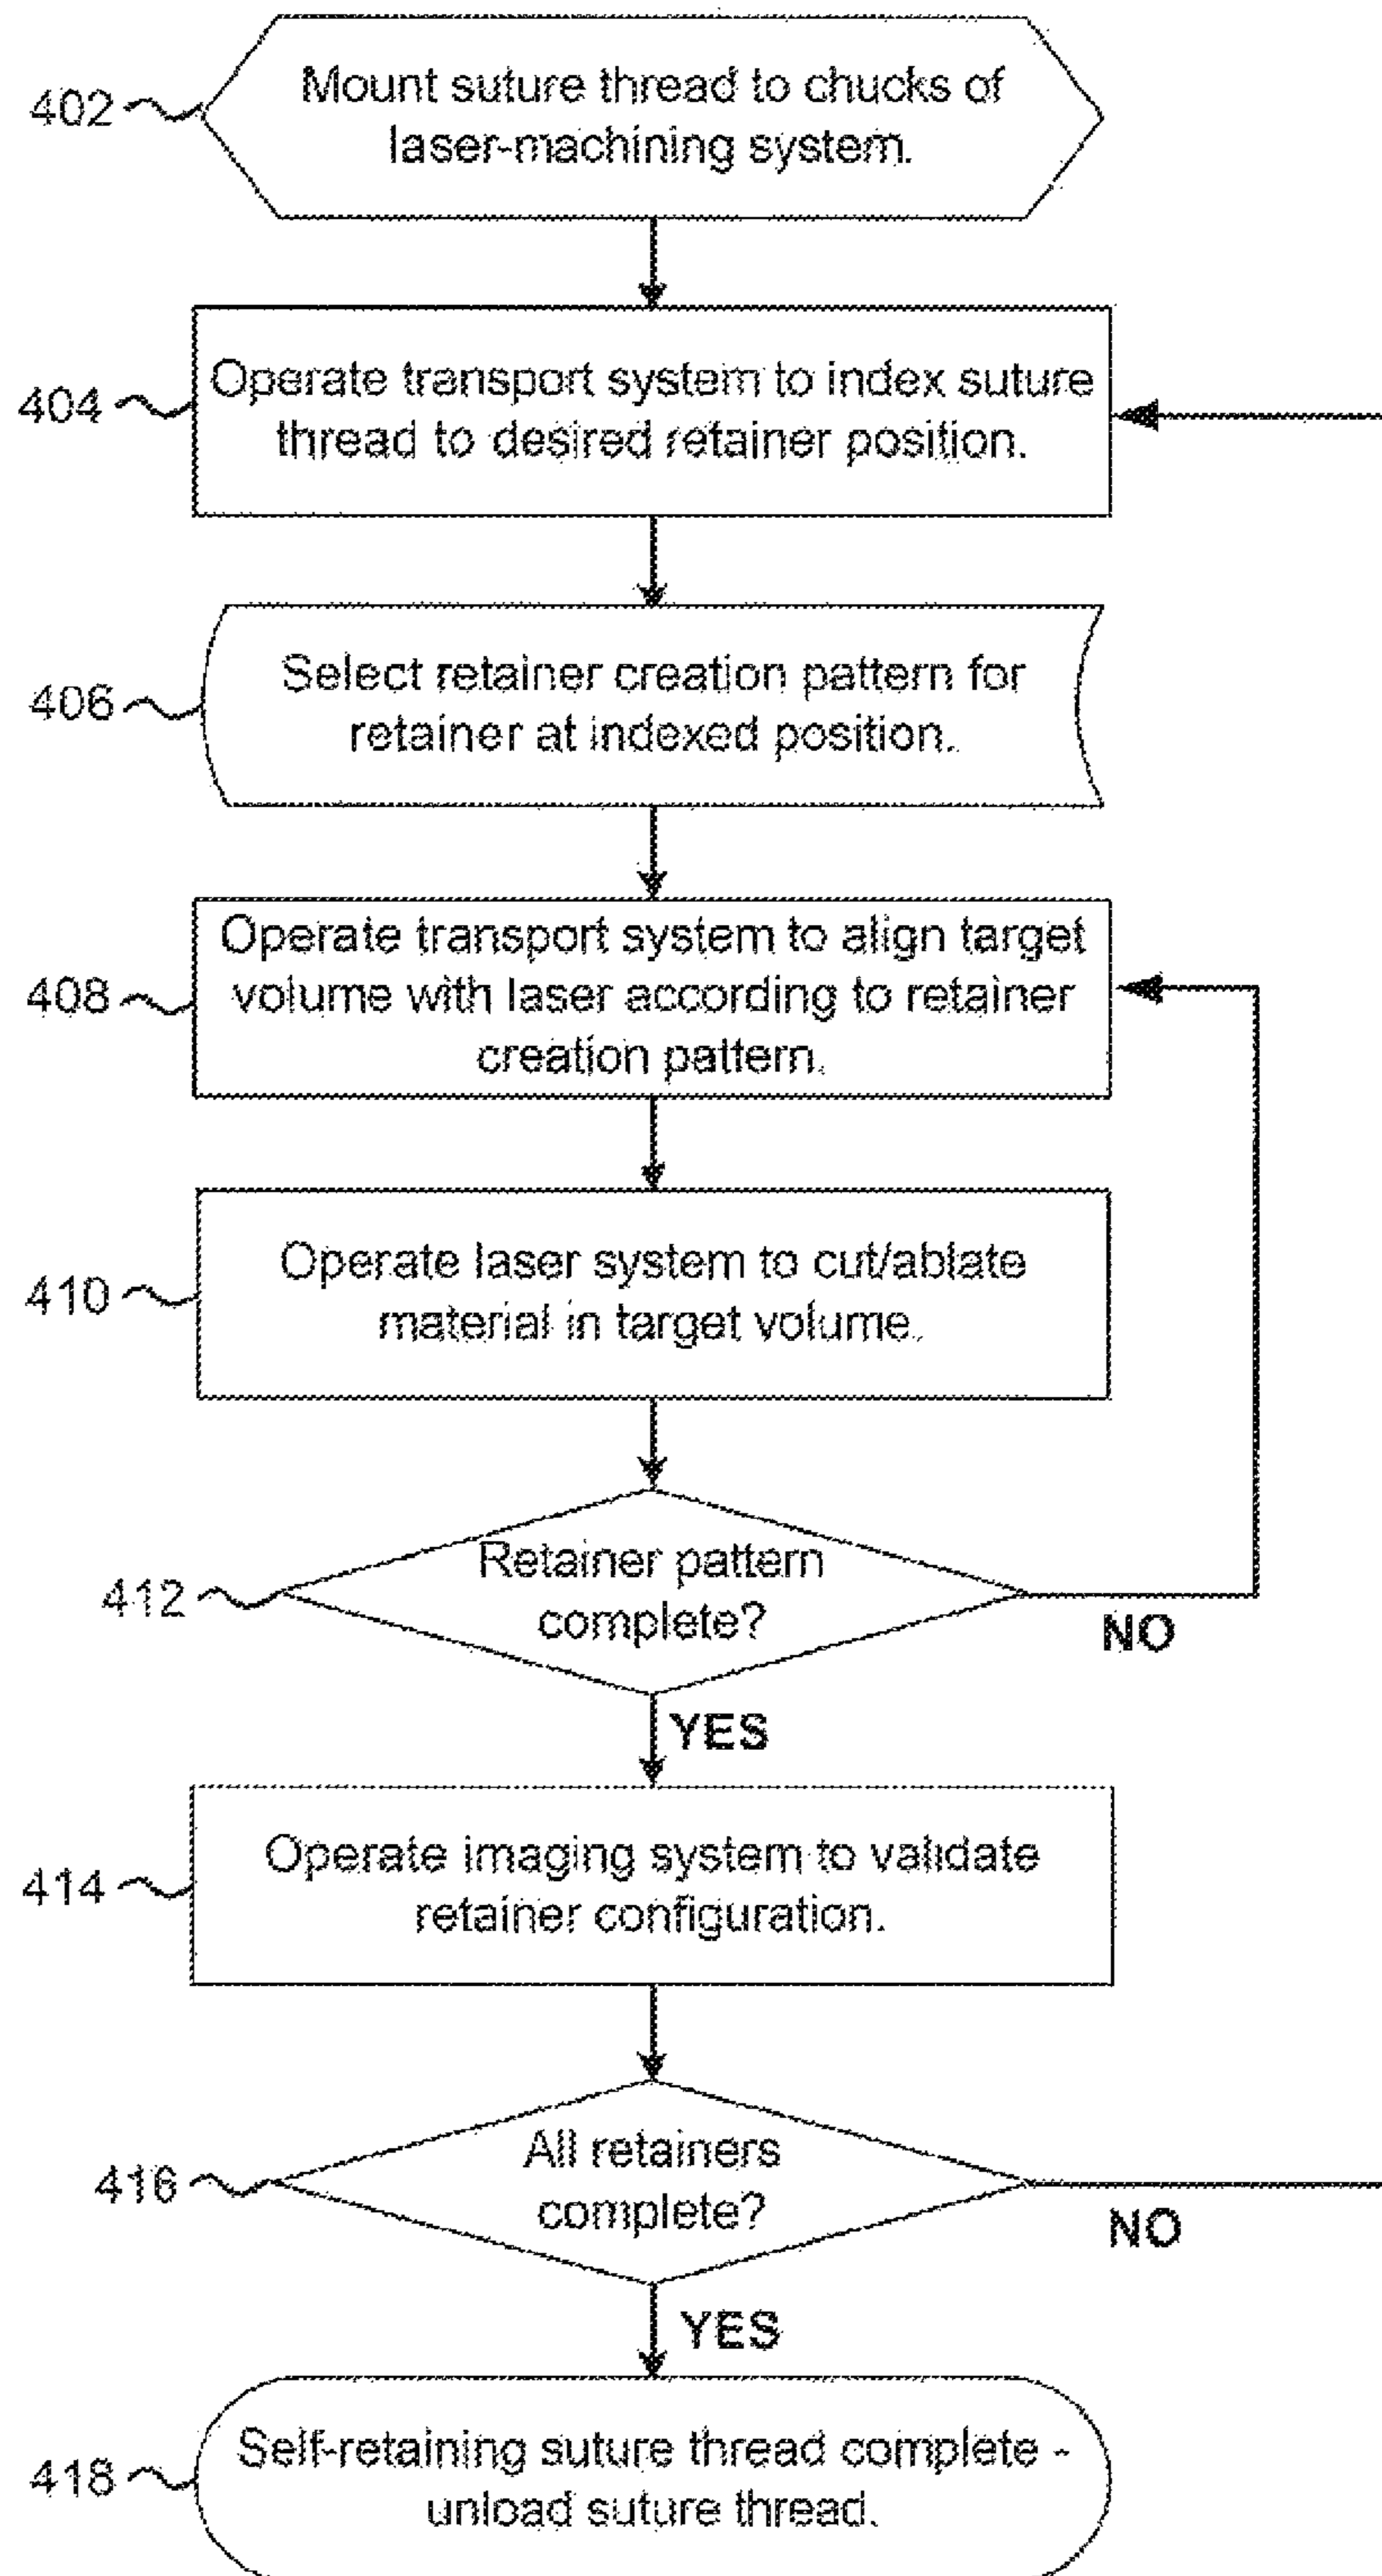 402
Mount suture thread to chucks of
laser-machining system.
404
Operate transport system to index suture
thread to desired retainer position.
406
Select retainer creation pattern for
retainer at indexed position.
408
Operate transport system to align target
volume with laser according to retainer
creation pattern.
410
Operate laser system to cut/ablate
material in target volume.
412
Retainer pattern
complete?
NO
YES
414
Operate imaging system to validate
retainer configuration.
416
All retainers
complete?
NO
YES
418
Self-retaining suture thread complete -
unload suture thread.